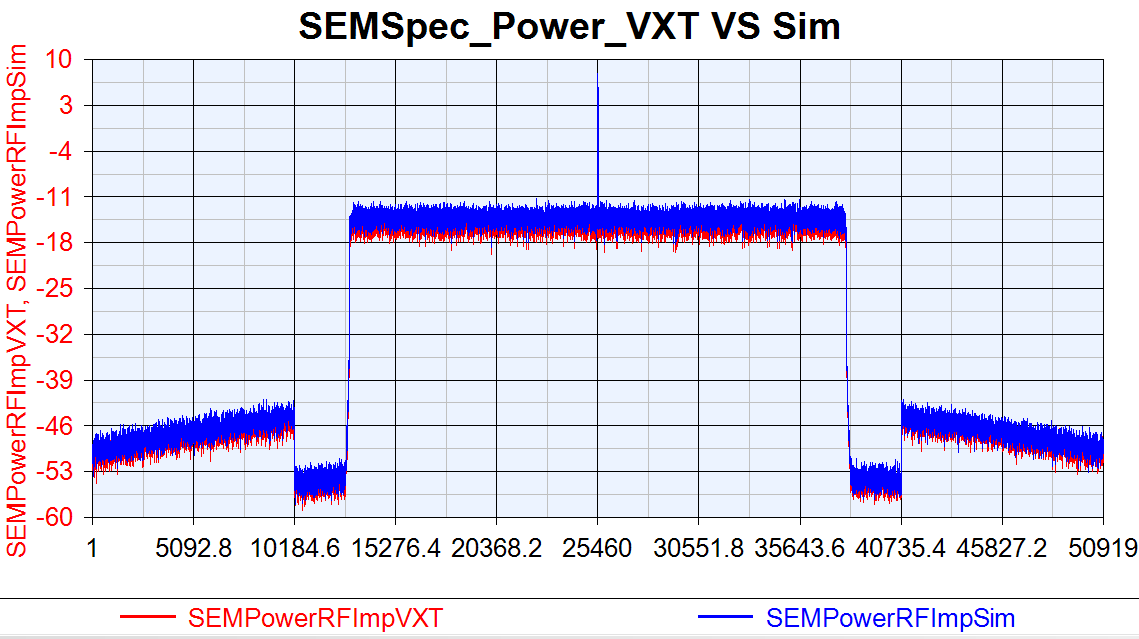 SEMSpec_Power_VXT VS Sim
SEMPowerRFImpVXT, SEMPowerRFImpSim
10
3
-4
-11
-18
-25
-32
-39
-46
-53
-60
1 5092.8 10184.6 15276.4 20368.2 25460 30551.8 35643.6 40735.4 45827.2 50919
SEMPowerRFImpVXT SEMPowerRFImpSim